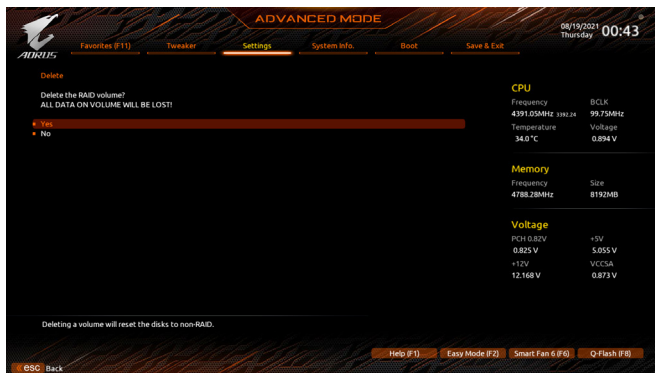 ADVANCED MODE
08/19/2021
Thursday
00:43
AORUS
Favorites (F11) Tweaker Settings System Info. Boot Save & Exit
Delete
Delete the RAID volume?
ALL DATA ON VOLUME WILL BE LOST!
Yes
No
CPU
Frequency BCLK
4391.05MHz 3392.24 99.75MHz
Temperature Voltage
34.0 °C 0.894 V
Memory
Frequency Size
4788.28MHz 8192MB
Voltage
PCH 0.82V +5V
0.825 V 5.055 V
+12V VCCSA
12.168 V 0.873 V
Deleting a volume will reset the disks to non-RAID.
Help (F1) Easy Mode (F2) Smart Fan 6 (F6) Q-Flash (F8)
esc Back